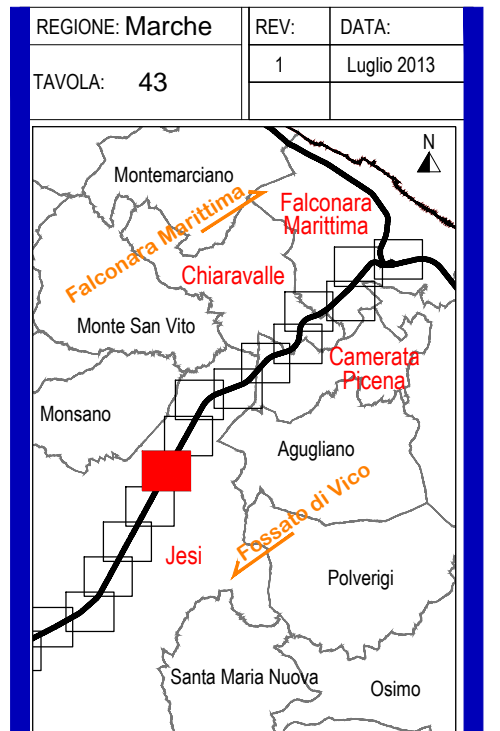 REGIONE: Marche
REV:
DATA:
TAVOLA: 43
1
Luglio 2013
N
Montemarciano
Falconara Marittima
Falconara
Marittima
Chiaravalle
Monte San Vito
Camerata
Picena
Monsano
Agugliano
Fossato di Vico
Jesi
Polverigi
Santa Maria Nuova
Osimo